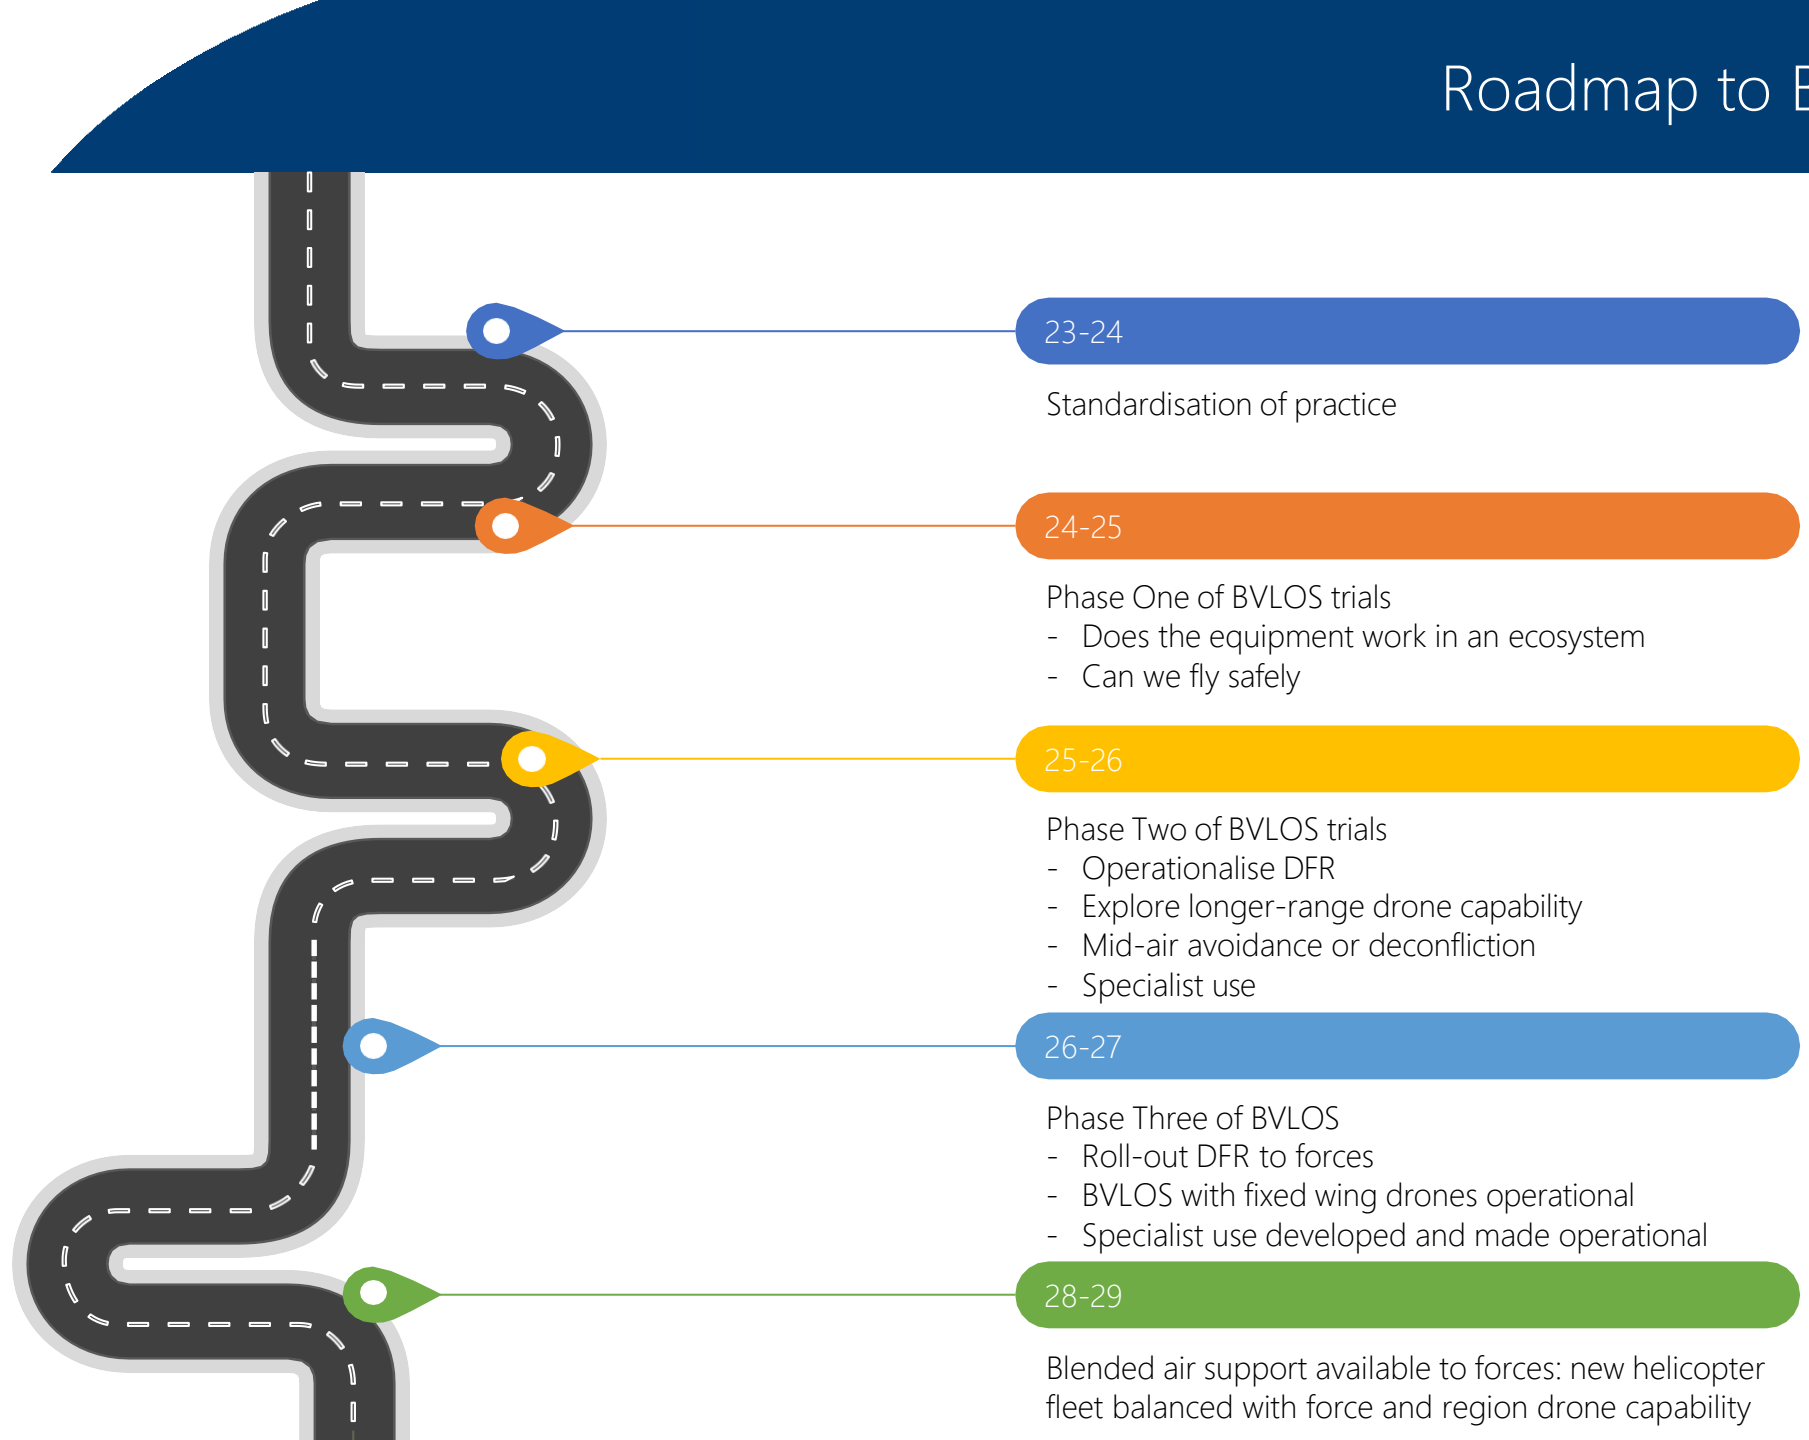 Roadmap to
23-24
Standardisation of practice
24-25
Phase One of BVLOS trials
- Does the equipment work in an ecosystem
- Can we fly safely
25-26
Phase Two of BVLOS trials
- Operationalise DFR
- Explore longer-range drone capability
- Mid-air avoidance or deconfliction
- Specialist use
26-27
Phase Three of BVLOS
- Roll-out DFR to forces
- BVLOS with fixed wing drones operational
- Specialist use developed and made operational
28-29
Blended air support available to forces: new helicopter
fleet balanced with force and region drone capability